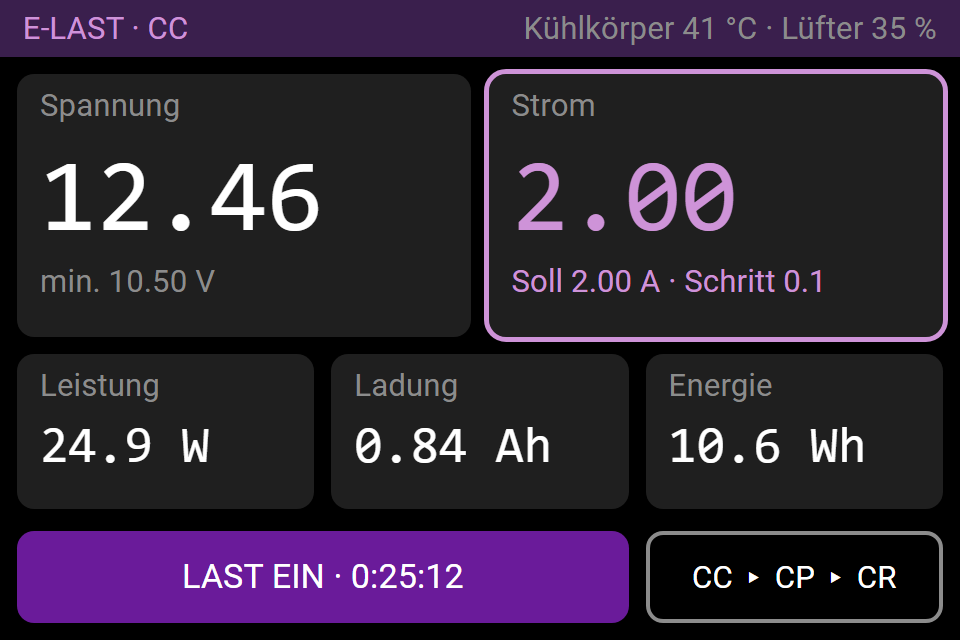 E-LAST · CC
Kühlkörper 41 °C · Lüfter 35 %
Spannung
12.46
min. 10.50 V
Strom
2.00
Soll 2.00 A · Schritt 0.1
Leistung
24.9 W
Ladung
0.84 Ah
Energie
10.6 Wh
LAST EIN · 0:25:12
CC ‣ CP ‣ CR